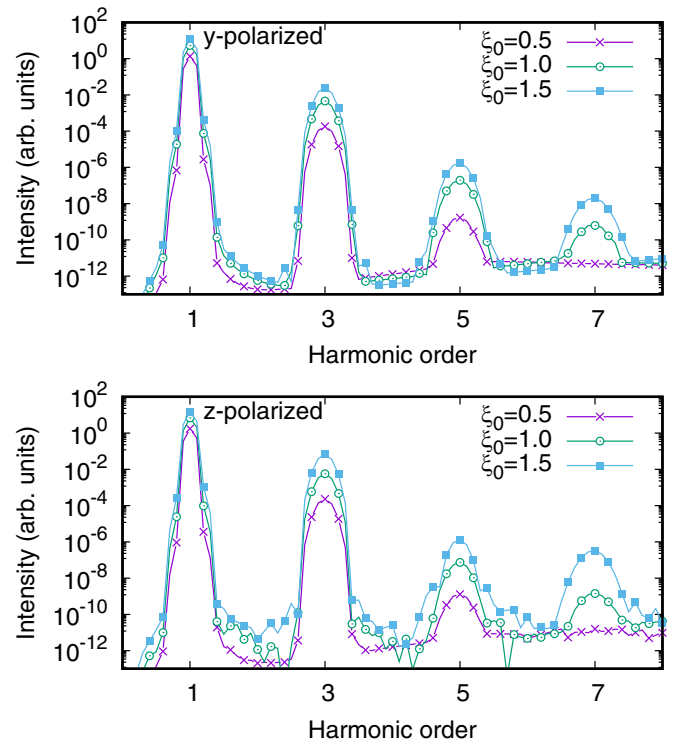 y-polarized
ξ0=0.5
ξ0=1.0
ξ0=1.5
Intensity (arb. units)
10^2
10^0
10^-2
10^-4
10^-6
10^-8
10^-10
10^-12
1 3 5 7
Harmonic order
z-polarized
ξ0=0.5
ξ0=1.0
ξ0=1.5
Intensity (arb. units)
10^2
10^0
10^-2
10^-4
10^-6
10^-8
10^-10
10^-12
1 3 5 7
Harmonic order